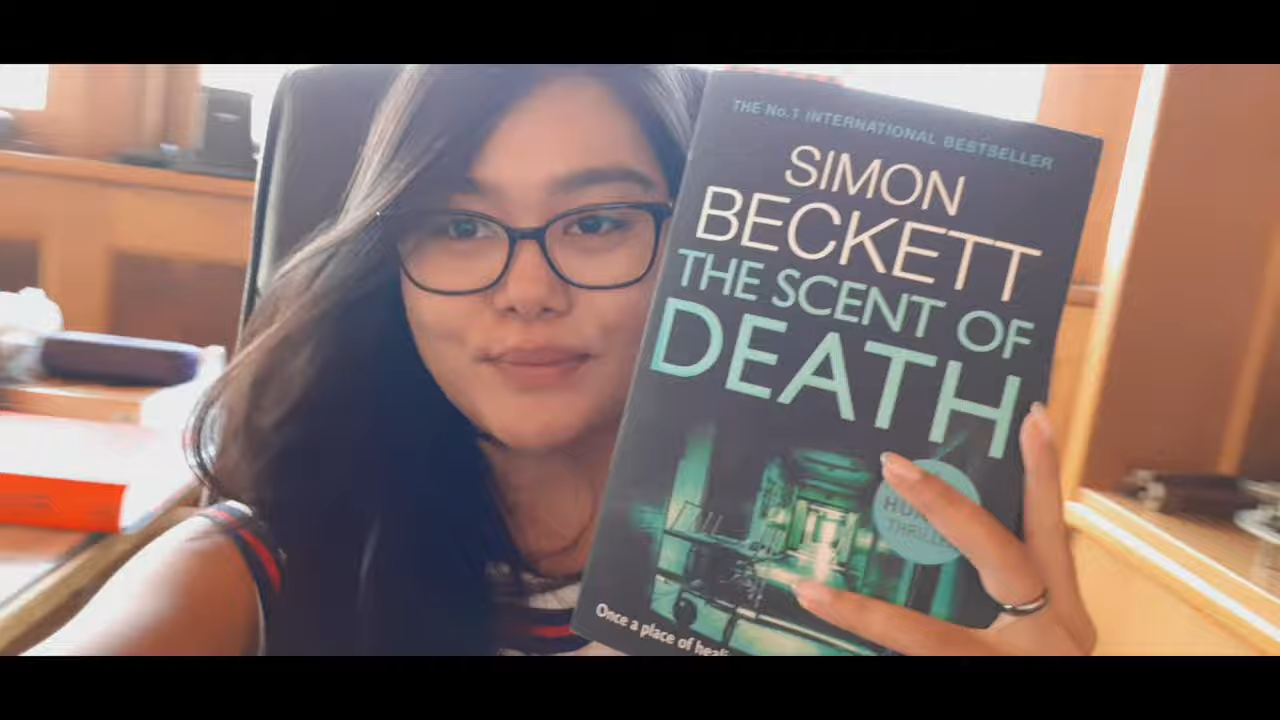 THE No.1 INTERNATIONAL BESTSELLER
SIMON
BECKETT
THE SCENT OF
DEATH
Once a place of